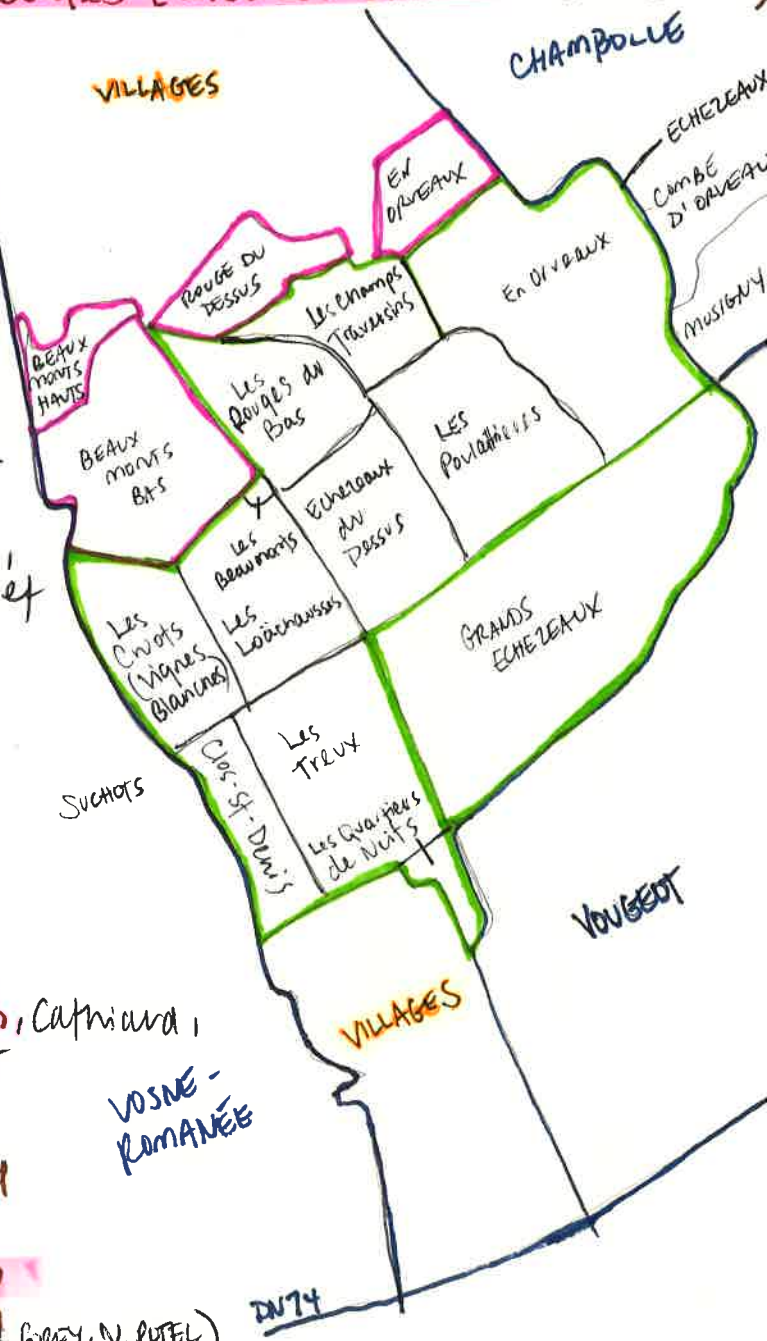 CHAMBOLLE
VILLAGES
ECHEZEAUX
EN
ORVEAUX
COMBE
D'ORVEAU
ROUGE DU
DESSUS
En Orveaux
Les Champs
Traversins
MUSIGNY
BEAUX
MONTS
HAUTS
Les
Rouges du
Bas
LES
Poulaillères
BEAUX
MONTS
BAS
Echezeaux
du
Dessus
Les
Beaumonts
Les
Loächausses
Les
Cruots
(Vignes
Blanches)
GRANDS
ECHEZEAUX
Les
Treux
Clos-St-Denis
SUCHOTS
Les Quartiers
de Nuits
VOUGEOT
VILLAGES
, Cathiard,
VOSNE-
ROMANÉE
DN74